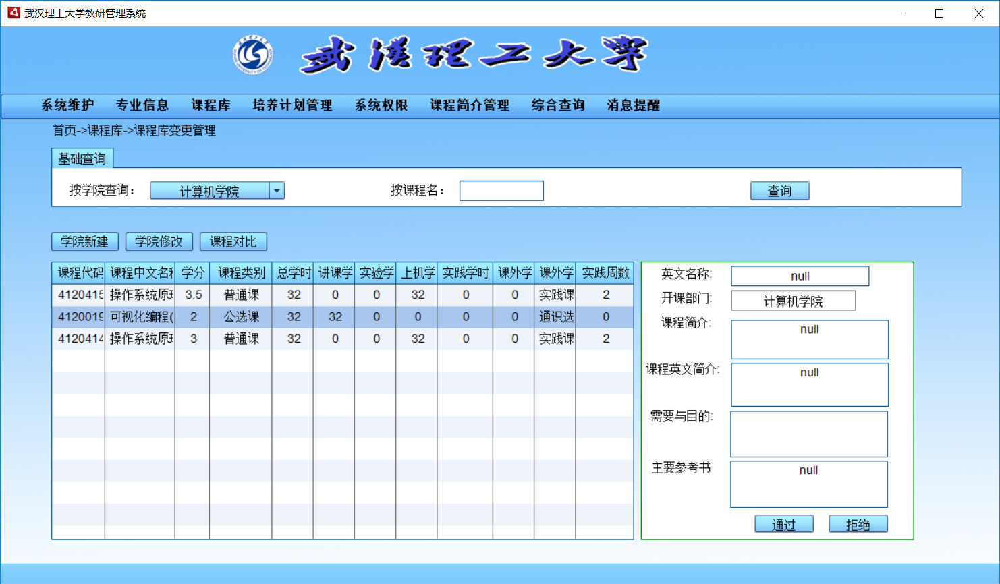 武汉理工大学教研管理系统
武漢理工大学
系统维护 专业信息 课程库 培养计划管理 系统权限 课程简介管理 综合查询 消息提醒
首页->课程库->课程库变更管理
基础查询
按学院查询： 计算机学院 按课程名： 查询
学院新建 学院修改 课程对比
课程代码 课程中文名称 学分 课程类别 总学时 讲课学 实验学 上机学 实践学时 课外学 课外学 实践周数
4120415 操作系统原理 3.5 普通课 32 0 0 32 0 0 实践课 2
4120019 可视化编程( 2 公选课 32 32 0 0 0 0 通识选 0
4120414 操作系统原理 3 普通课 32 0 0 32 0 0 实践课 2
英文名称: null
开课部门: 计算机学院
课程简介: null
课程英文简介: null
需要与目的:
主要参考书 null
通过 拒绝